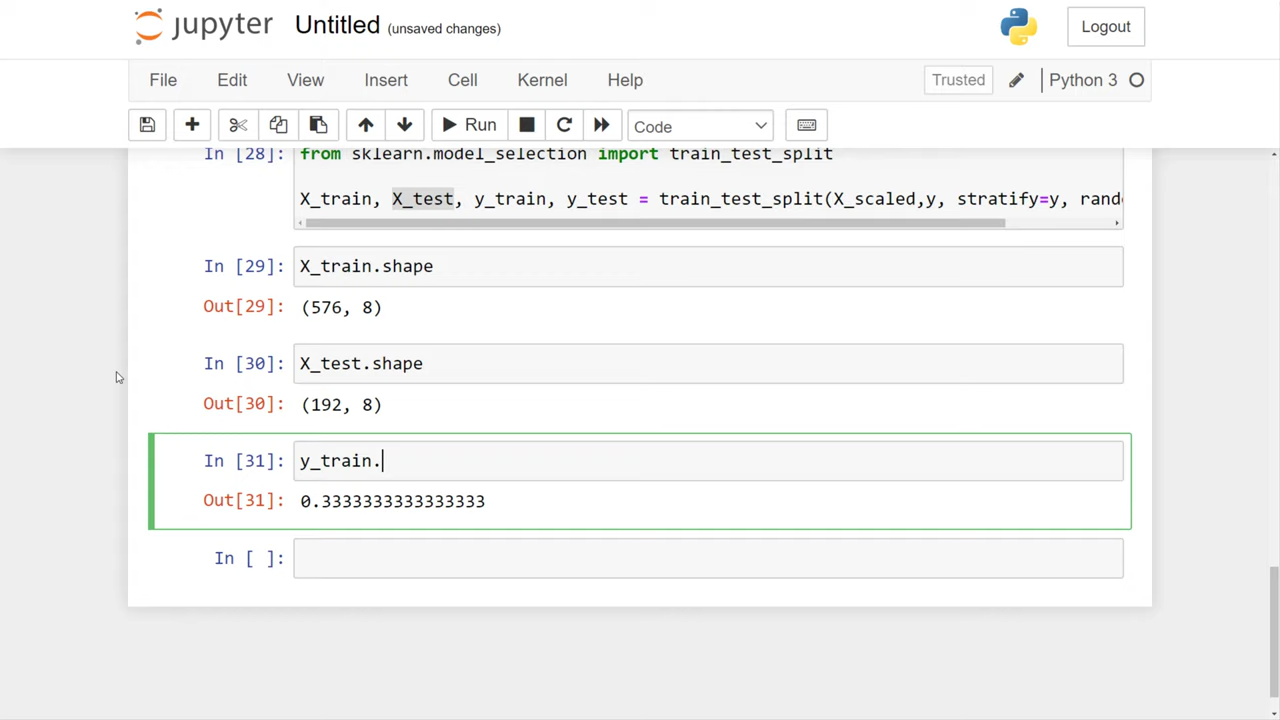 jupyter Untitled (unsaved changes) Logout
File Edit View Insert Cell Kernel Help Trusted Python 3
Run Code
In [28]: from sklearn.model_selection import train_test_split
X_train, X_test, y_train, y_test = train_test_split(X_scaled,y, stratify=y, rand
In [29]: X_train.shape
Out[29]: (576, 8)
In [30]: X_test.shape
Out[30]: (192, 8)
In [31]: y_train.
Out[31]: 0.3333333333333333
In [ ]: